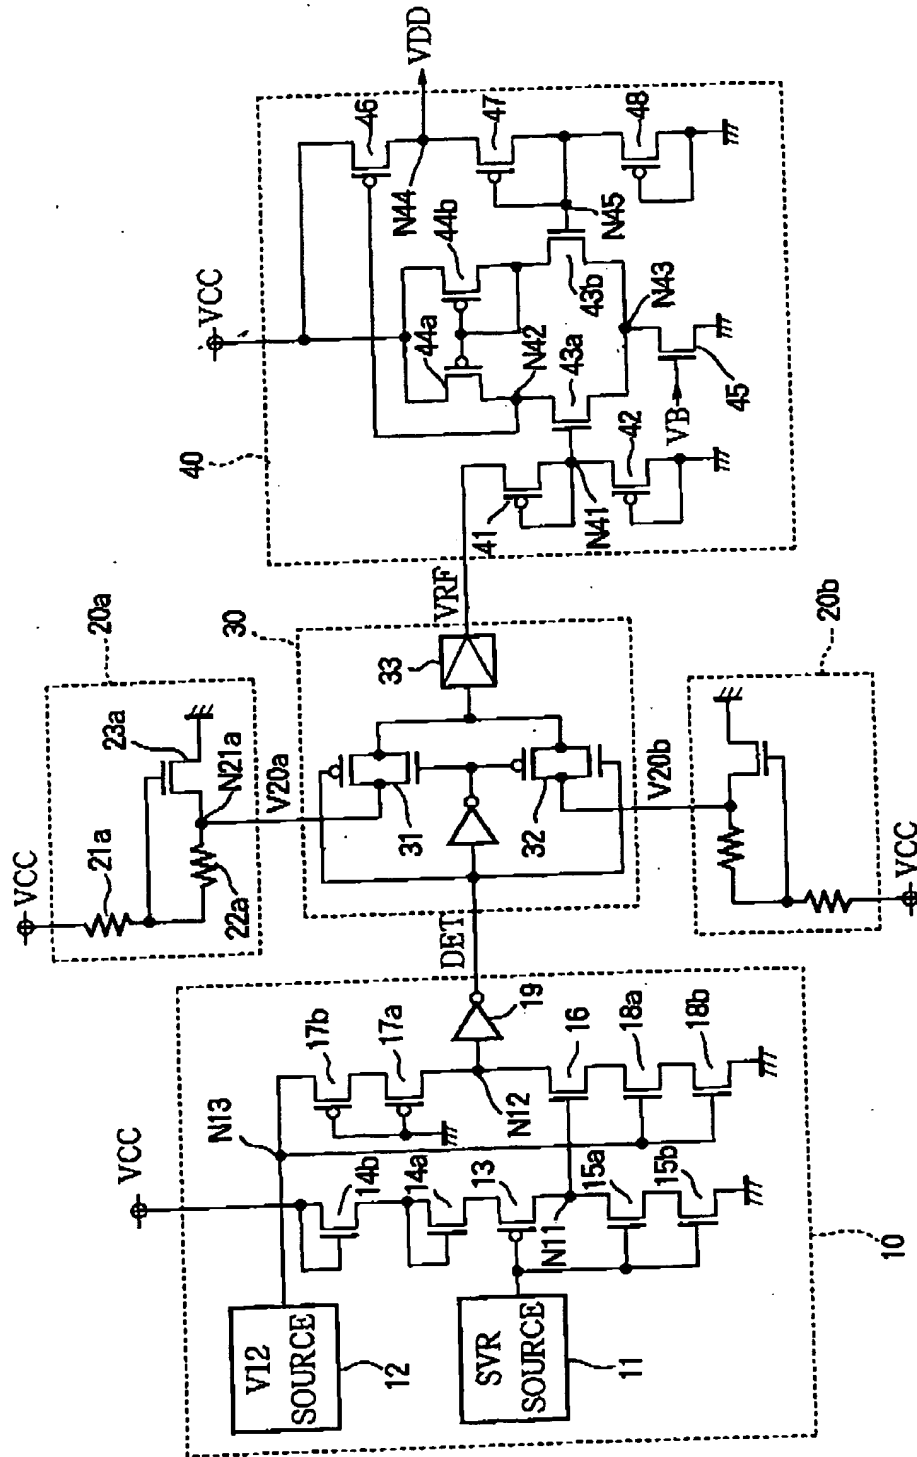 VCC
V12 SOURCE
12
SVR SOURCE
11
N13
17b
17a
14b
14a
13
N12
N11
16
15a
18a
15b
18b
19
10
DET
VCC
21a
22a
23a
N21a
20a
V20a
30
31
32
33
VRF
V20b
20b
VCC
40
VCC
46
44a
44b
N44
VDD
47
N42
N45
43a
43b
N43
48
41
N41
42
VB
45